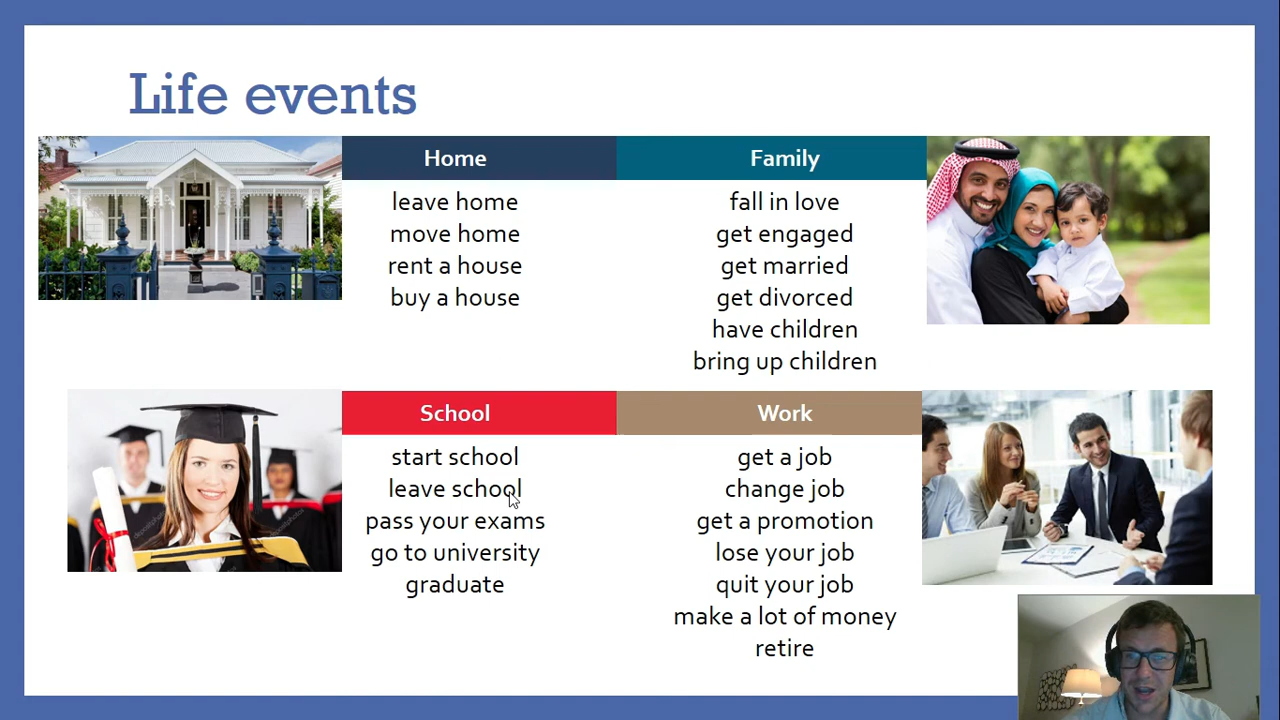 Life events
Home
leave home
move home
rent a house
buy a house
Family
fall in love
get engaged
get married
get divorced
have children
bring up children
School
start school
leave school
pass your exams
go to university
graduate
Work
get a job
change job
get a promotion
lose your job
quit your job
make a lot of money
retire